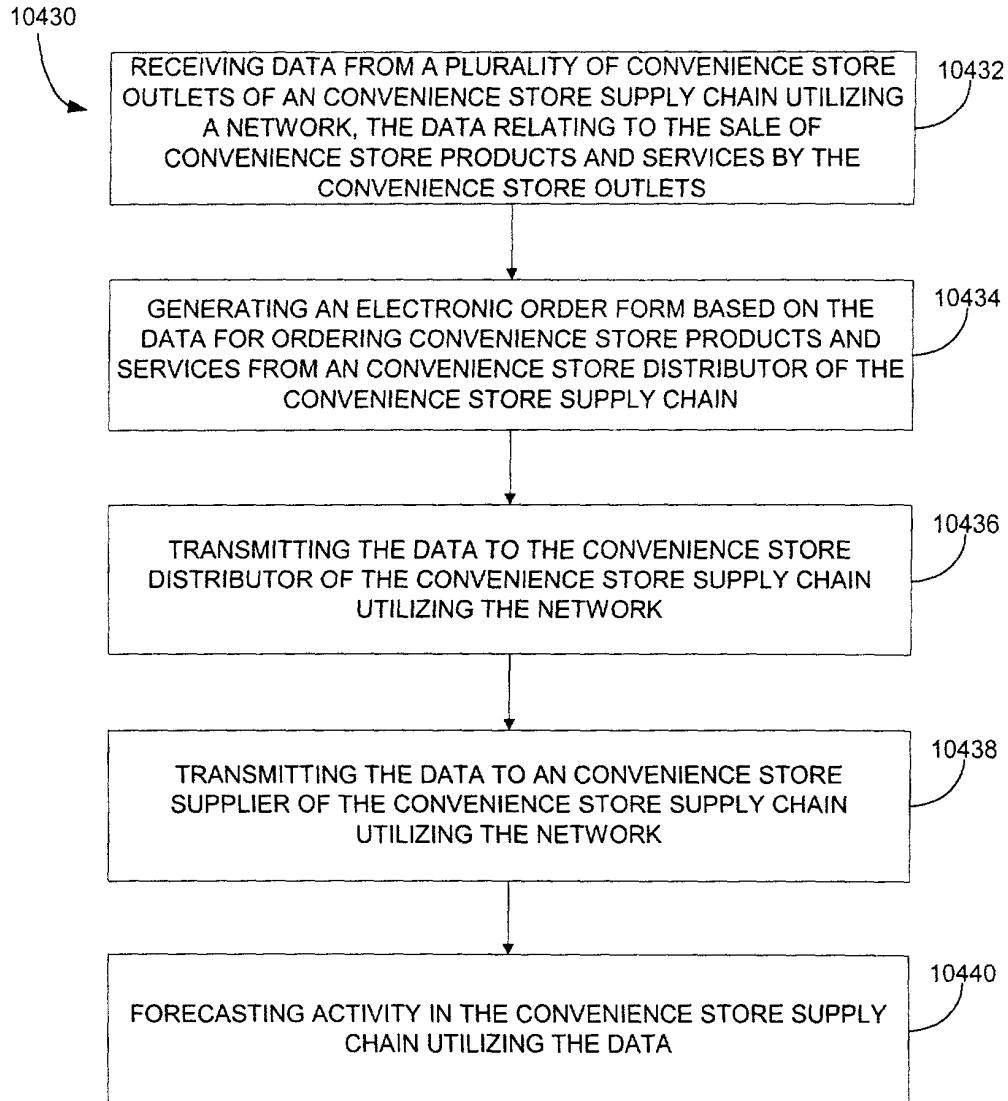 10430
RECEIVING DATA FROM A PLURALITY OF CONVENIENCE STORE
OUTLETS OF AN CONVENIENCE STORE SUPPLY CHAIN UTILIZING
A NETWORK, THE DATA RELATING TO THE SALE OF
CONVENIENCE STORE PRODUCTS AND SERVICES BY THE
CONVENIENCE STORE OUTLETS
10432
GENERATING AN ELECTRONIC ORDER FORM BASED ON THE
DATA FOR ORDERING CONVENIENCE STORE PRODUCTS AND
SERVICES FROM AN CONVENIENCE STORE DISTRIBUTOR OF THE
CONVENIENCE STORE SUPPLY CHAIN
10434
TRANSMITTING THE DATA TO THE CONVENIENCE STORE
DISTRIBUTOR OF THE CONVENIENCE STORE SUPPLY CHAIN
UTILIZING THE NETWORK
10436
TRANSMITTING THE DATA TO AN CONVENIENCE STORE
SUPPLIER OF THE CONVENIENCE STORE SUPPLY CHAIN
UTILIZING THE NETWORK
10438
FORECASTING ACTIVITY IN THE CONVENIENCE STORE SUPPLY
CHAIN UTILIZING THE DATA
10440